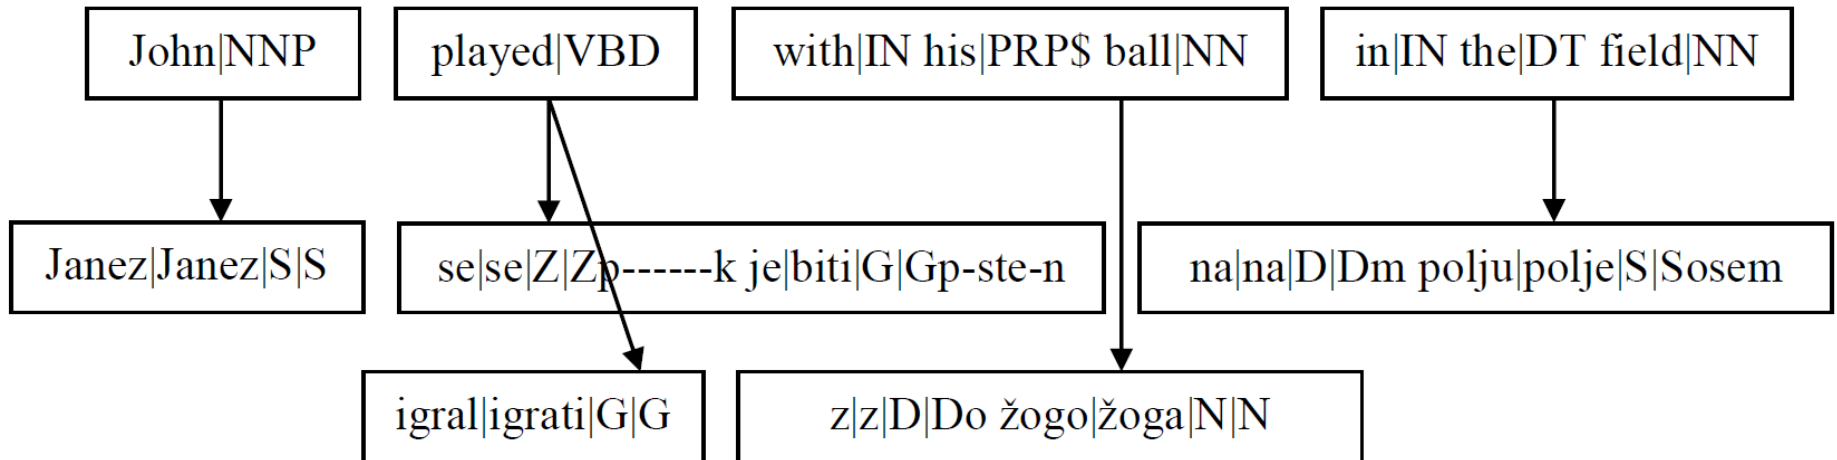 John|NNP
played|VBD
with|IN his|PRP$ ball|NN
in|IN the|DT field|NN
Janez|Janez|S|S
se|se|Z|Zp------k je|biti|G|Gp-ste-n
na|na|D|Dm polju|polje|S|Sosem
igral|igrati|G|G
z|z|D|Do žogo|žoga|N|N